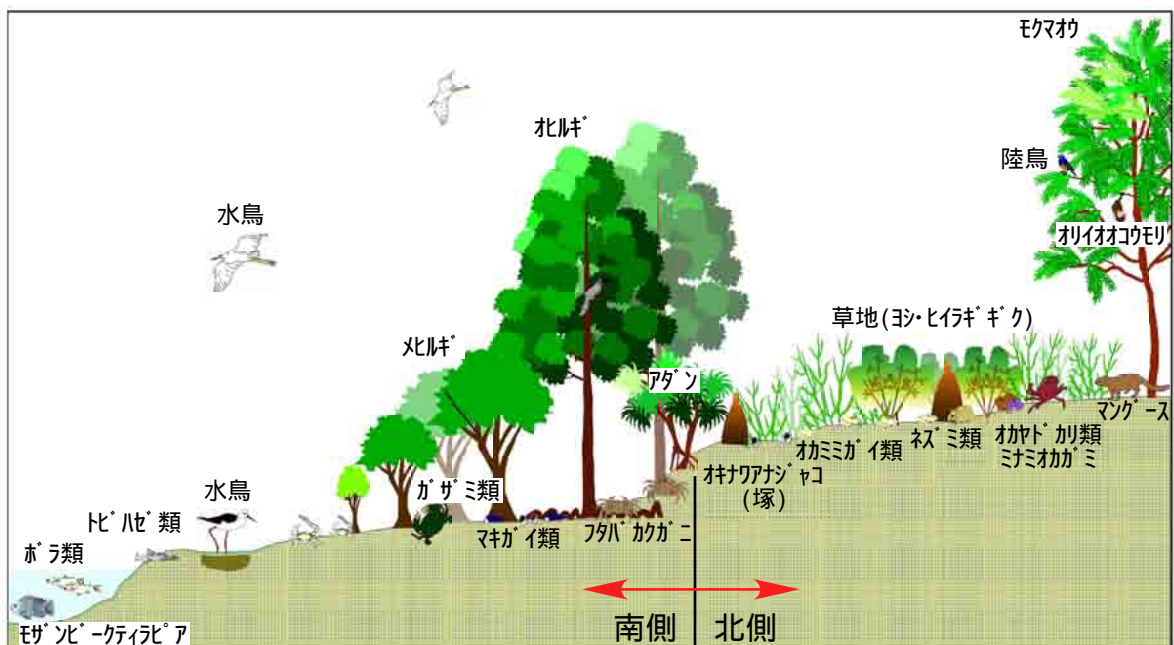 モクマオウ
オヒルギ
陸鳥
水鳥
オリイオオコウモリ
草地(ヨシ・ヒイラギギク)
メヒルギ
アダン
マングース
オカヤドカリ類
ネズミ類
オカミミガイ類
ミナミオカガミ
オキナワアナジャコ
(塚)
ガザミ類
水鳥
トビハゼ類
マキガイ類
フタバカクガニ
ボラ類
モザンビークティラピア
南側
北側